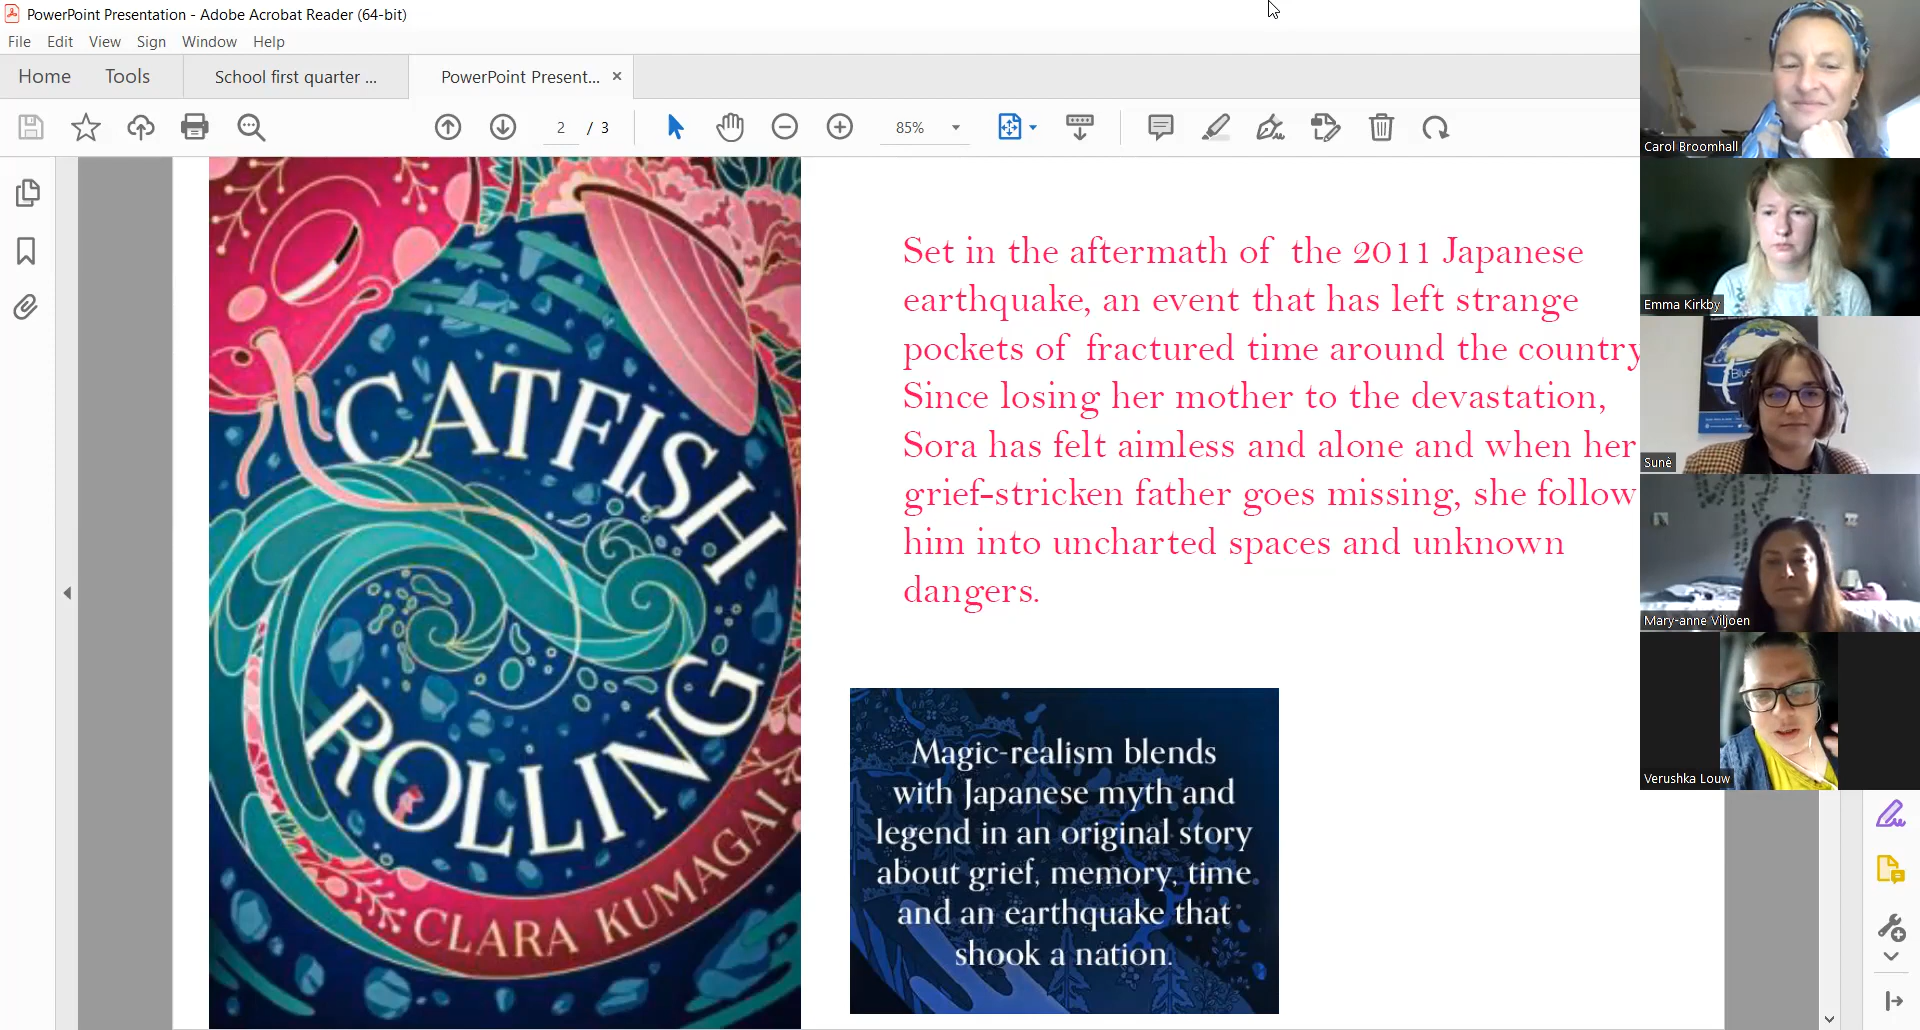 PowerPoint Presentation - Adobe Acrobat Reader (64-bit)
File Edit View Sign Window Help
Home Tools School first quarter ... PowerPoint Present... ×
2 / 3 85%
CATFISH
ROLLING
CLARA KUMAGAI
Set in the aftermath of the 2011 Japanese
earthquake, an event that has left strange
pockets of fractured time around the country
Since losing her mother to the devastation,
Sora has felt aimless and alone and when her
grief-stricken father goes missing, she follow
him into uncharted spaces and unknown
dangers.
Magic-realism blends
with Japanese myth and
legend in an original story
about grief, memory, time
and an earthquake that
shook a nation.
Carol Broomhall
Emma Kirkby
Blue
Sunè
Mary-anne Viljoen
Verushka Louw